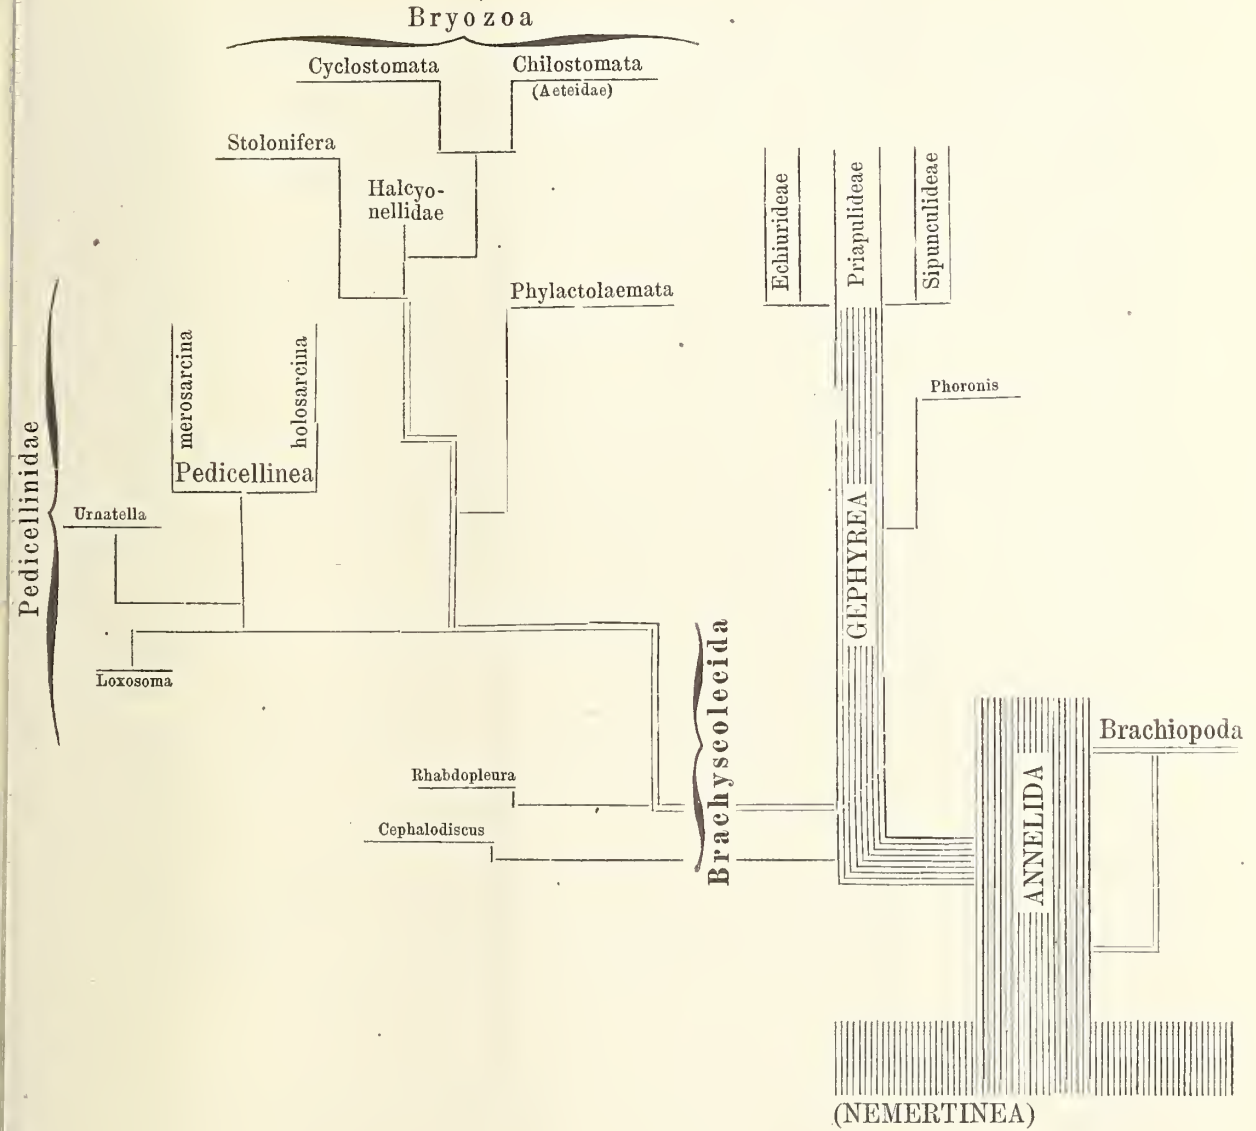 Bryozoa
Cyclostomata
Chilostomata
(Aeteidae)
Stolonifera
Halcyo-
nellidae
Echiurideae
Priapulideae
Sipunculideae
Phylactolaemata
merosarcina
holosarcina
Phoronis
Pedicellinidae
Pedicellinea
Urnatella
GEPHYREA
Loxosoma
Brachyscolecida
Brachiopoda
Rhabdopleura
Cephalodiscus
ANNELIDA
(NEMERTINEA)